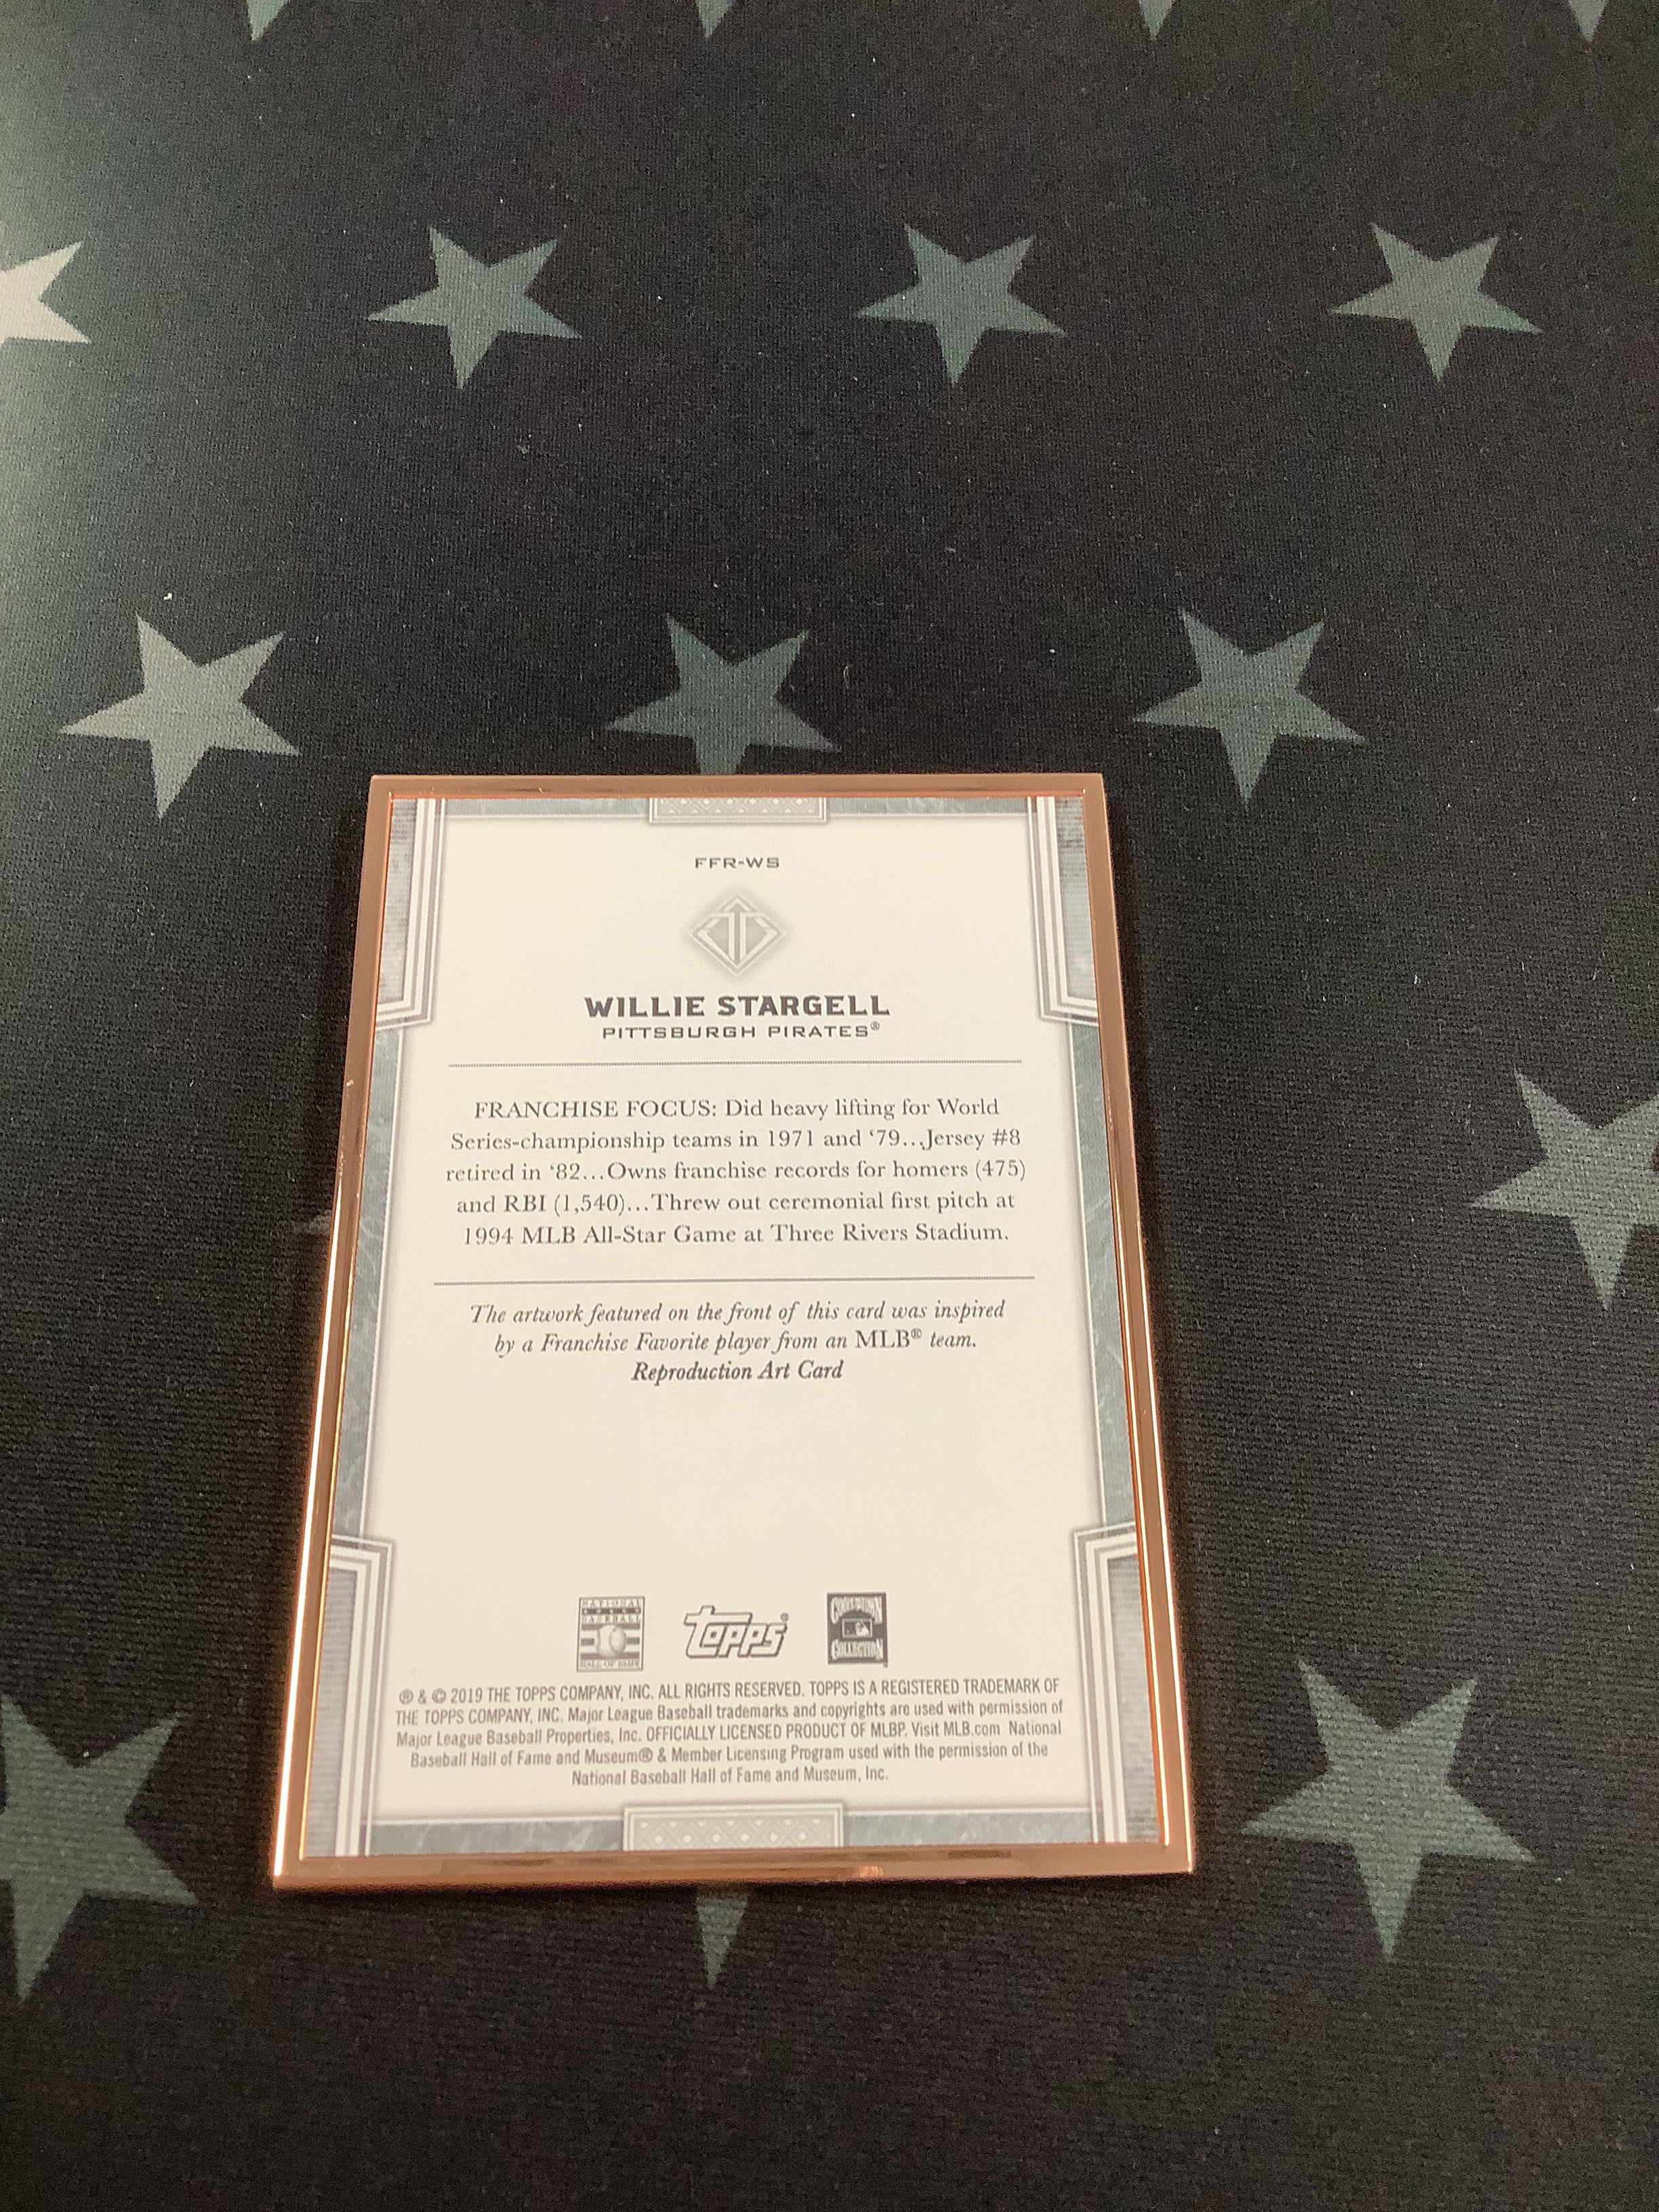 FFR-WS
WILLIE STARGELL
PITTSBURGH PIRATES®
FRANCHISE FOCUS: Did heavy lifting for World
Series-championship teams in 1971 and ‘79...Jersey #8
retired in ‘82...Owns franchise records for homers (475)
and RBI (1,540)...Threw out ceremonial first pitch at
1994 MLB All-Star Game at Three Rivers Stadium.
The artwork featured on the front of this card was inspired
by a Franchise Favorite player from an MLB® team.
Reproduction Art Card
NATIONAL
BASEBALL
HALL OF FAME
Topps®
COOPERSTOWN
COLLECTION
® & © 2019 THE TOPPS COMPANY, INC. ALL RIGHTS RESERVED. TOPPS IS A REGISTERED TRADEMARK OF
THE TOPPS COMPANY, INC. Major League Baseball trademarks and copyrights are used with permission of
Major League Baseball Properties, Inc. OFFICIALLY LICENSED PRODUCT OF MLBP. Visit MLB.com National
Baseball Hall of Fame and Museum® & Member Licensing Program used with the permission of the
National Baseball Hall of Fame and Museum, Inc.